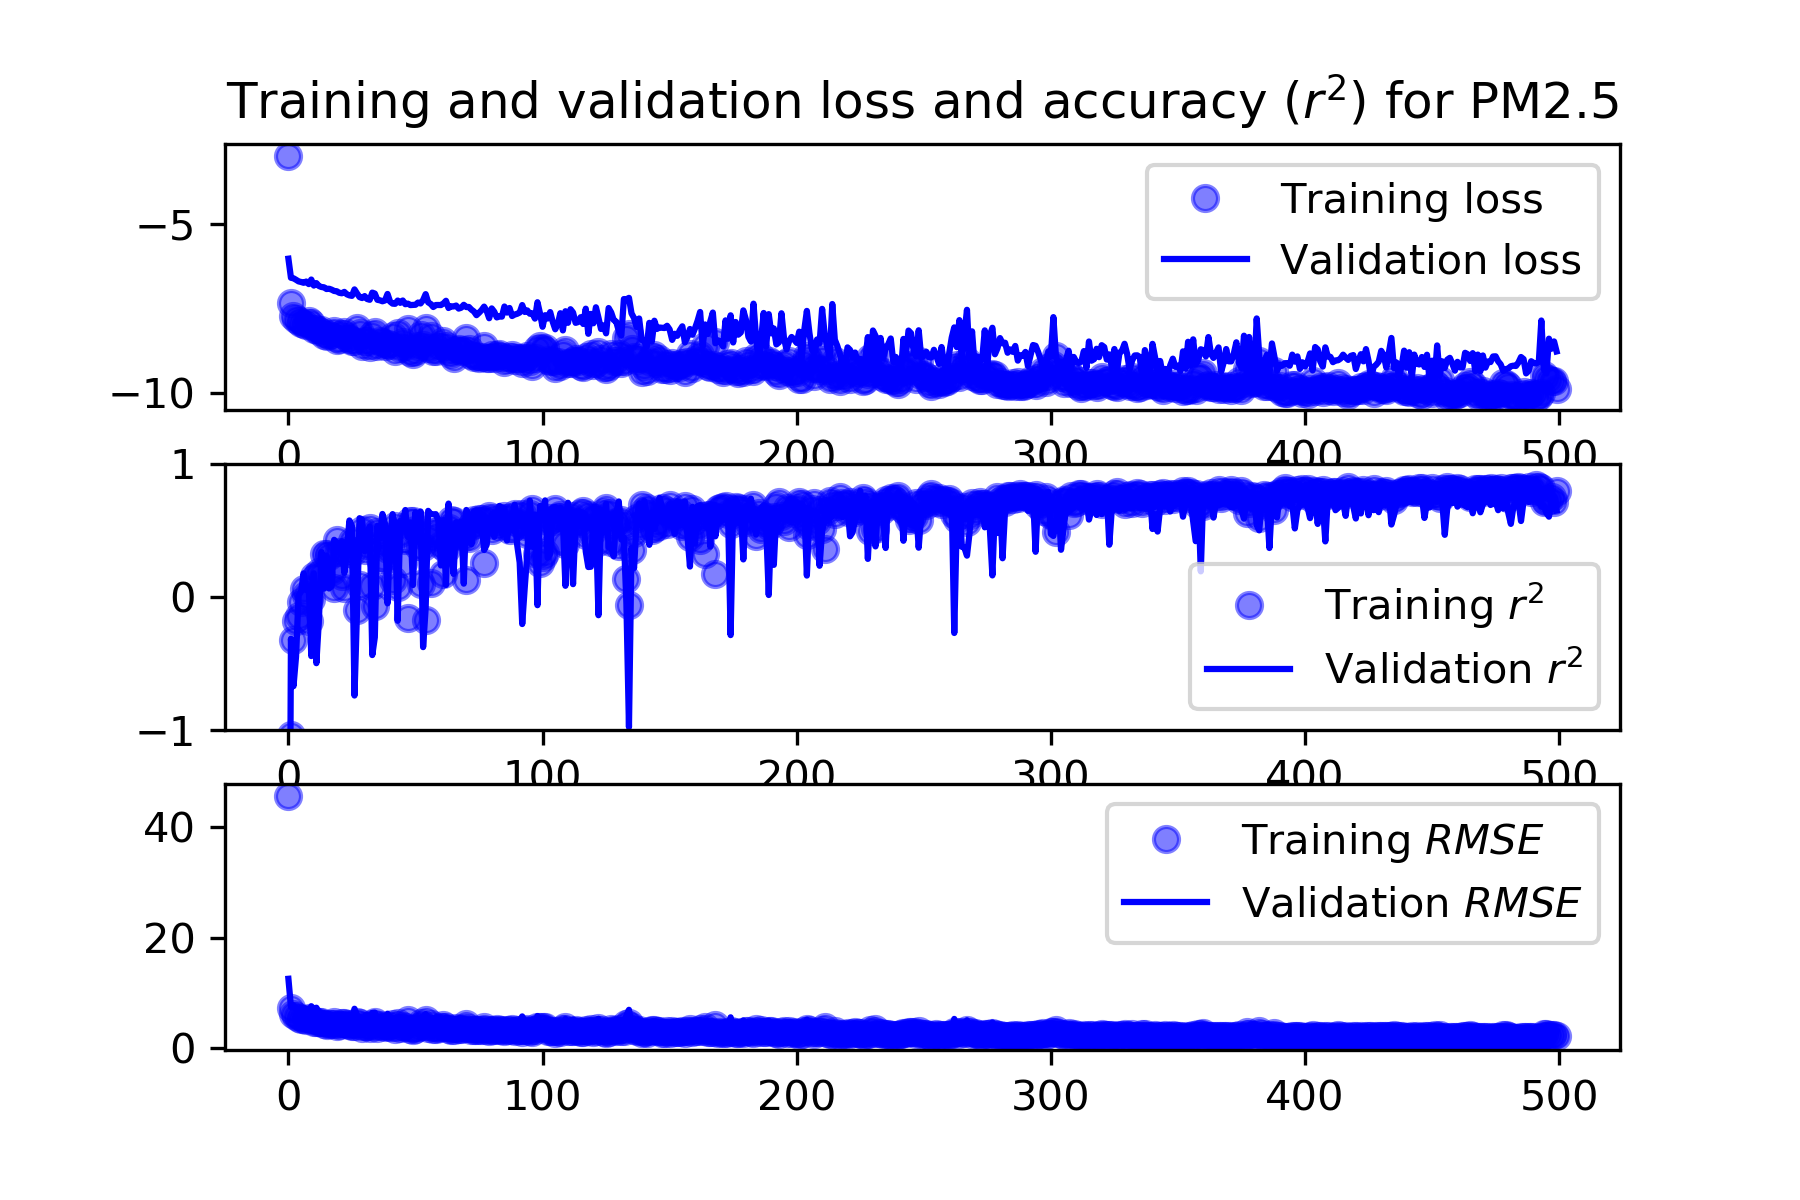 Training and validation loss and accuracy (r²) for PM2.5
−5
−10
Training loss
Validation loss
0 100 200 300 400 500
1
0
−1
Training r²
Validation r²
0 100 200 300 400 500
40
20
0
Training RMSE
Validation RMSE
0 100 200 300 400 500